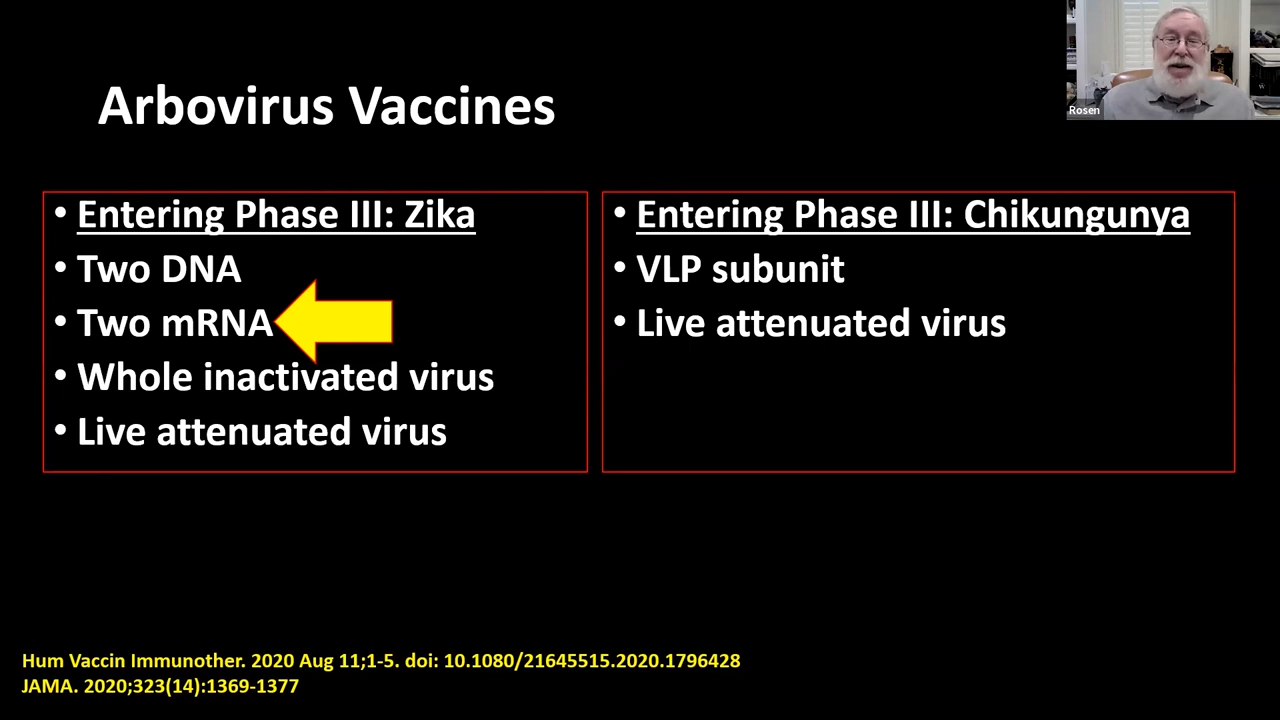 Arbovirus Vaccines
Rosen
• Entering Phase III: Zika
• Two DNA
• Two mRNA
• Whole inactivated virus
• Live attenuated virus
• Entering Phase III: Chikungunya
• VLP subunit
• Live attenuated virus
Hum Vaccin Immunother. 2020 Aug 11;1-5. doi: 10.1080/21645515.2020.1796428
JAMA. 2020;323(14):1369-1377